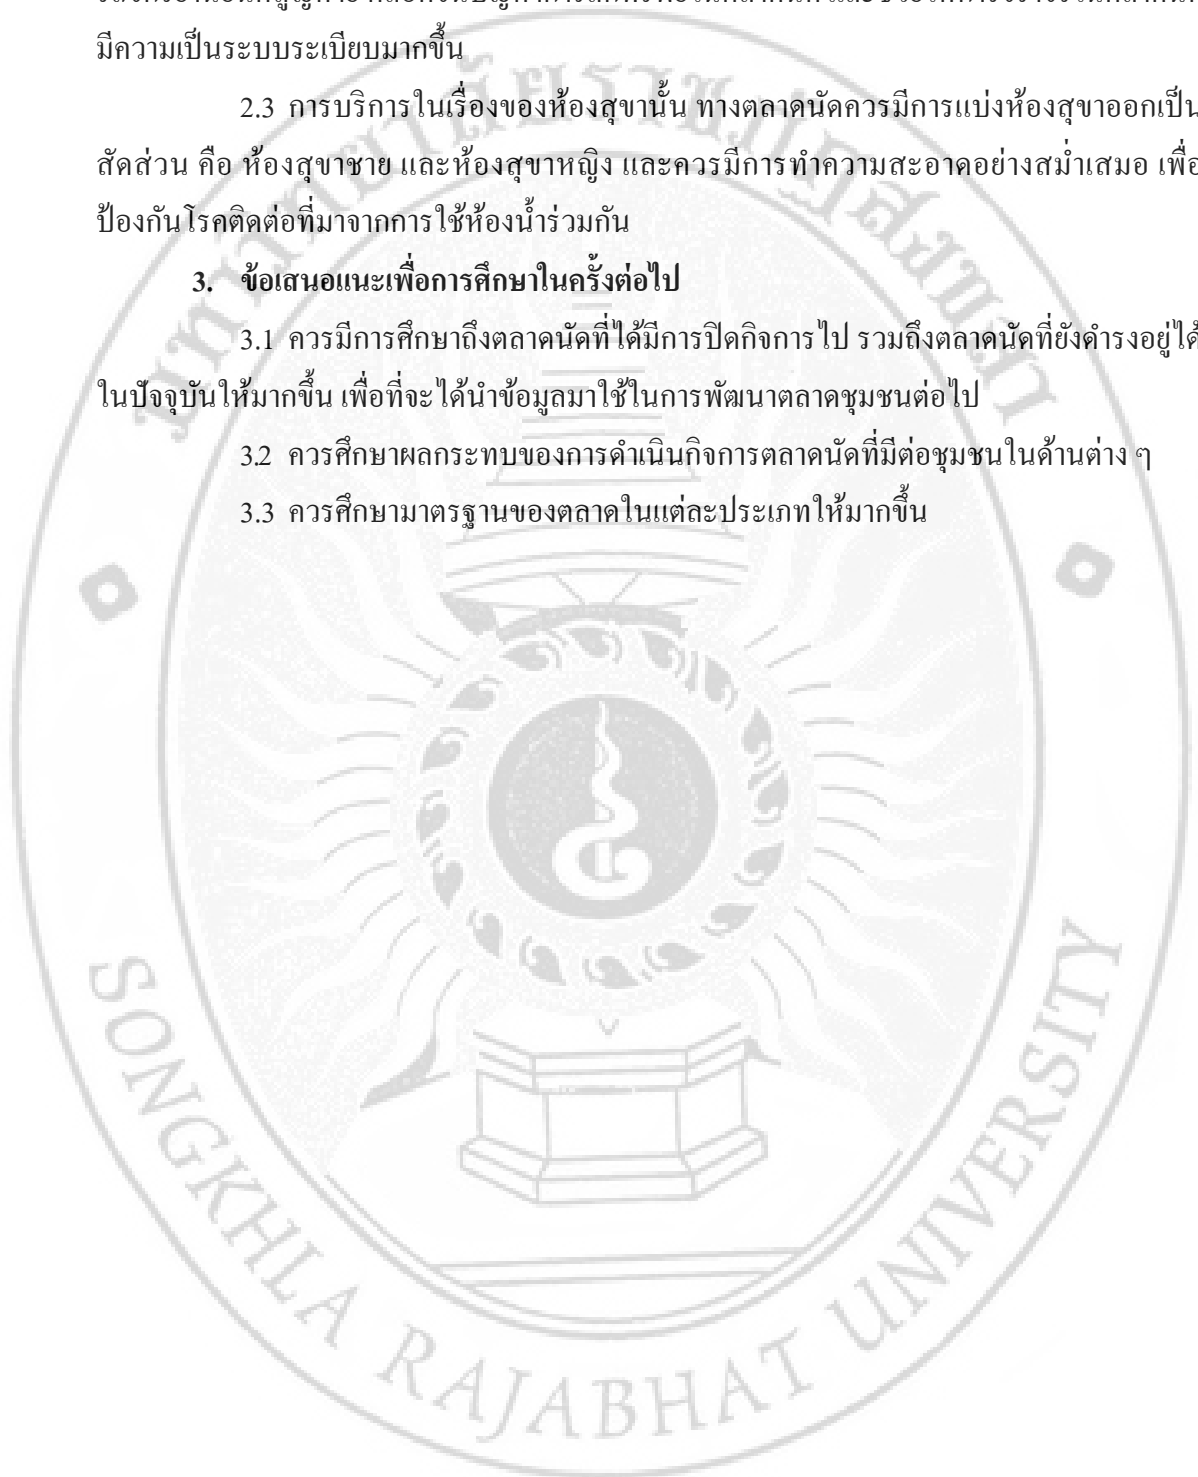 มีความเป็นระบบระเบียบมากขึ้น
2.3 การบริการในเรื่องของห้องสุขานั้น ทางตลาดนัดควรมีการแบ่งห้องสุขาออกเป็น
สัดส่วน คือ ห้องสุขาชาย และห้องสุขาหญิง และควรมีการทำความสะอาดอย่างสม่ำเสมอ เพื่อ
ป้องกันโรคติดต่อที่มาจากการใช้ห้องน้ำร่วมกัน
3. ข้อเสนอแนะเพื่อการศึกษาในครั้งต่อไป
3.1 ควรมีการศึกษาถึงตลาดนัดที่ได้มีการปิดกิจการไป รวมถึงตลาดนัดที่ยังดำรงอยู่ได้
ในปัจจุบันให้มากขึ้น เพื่อที่จะได้นำข้อมูลมาใช้ในการพัฒนาตลาดชุมชนต่อไป
3.2 ควรศึกษาผลกระทบของการดำเนินกิจการตลาดนัดที่มีต่อชุมชนในด้านต่าง ๆ
3.3 ควรศึกษามาตรฐานของตลาดในแต่ละประเภทให้มากขึ้น
มหาวิทยาลัยราชภัฏสงขลา
SONGKHLA RAJABHAT UNIVERSITY